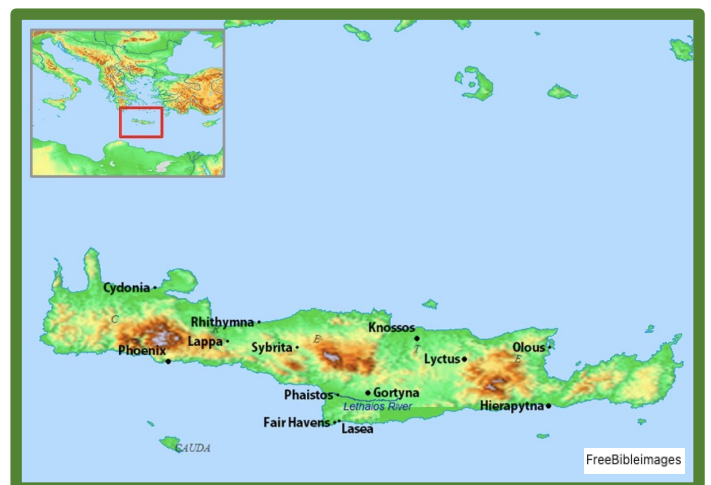 Cydonia
C
Rhithymna
R
Lappa
Phoenix
Sybrita
B
Knossos
T
Lyctus
Olous
E
Phaistos
Gortyna
Lethaios River
Hierapytna
Fair Havens
Lasea
CAUDA
FreeBibleimages